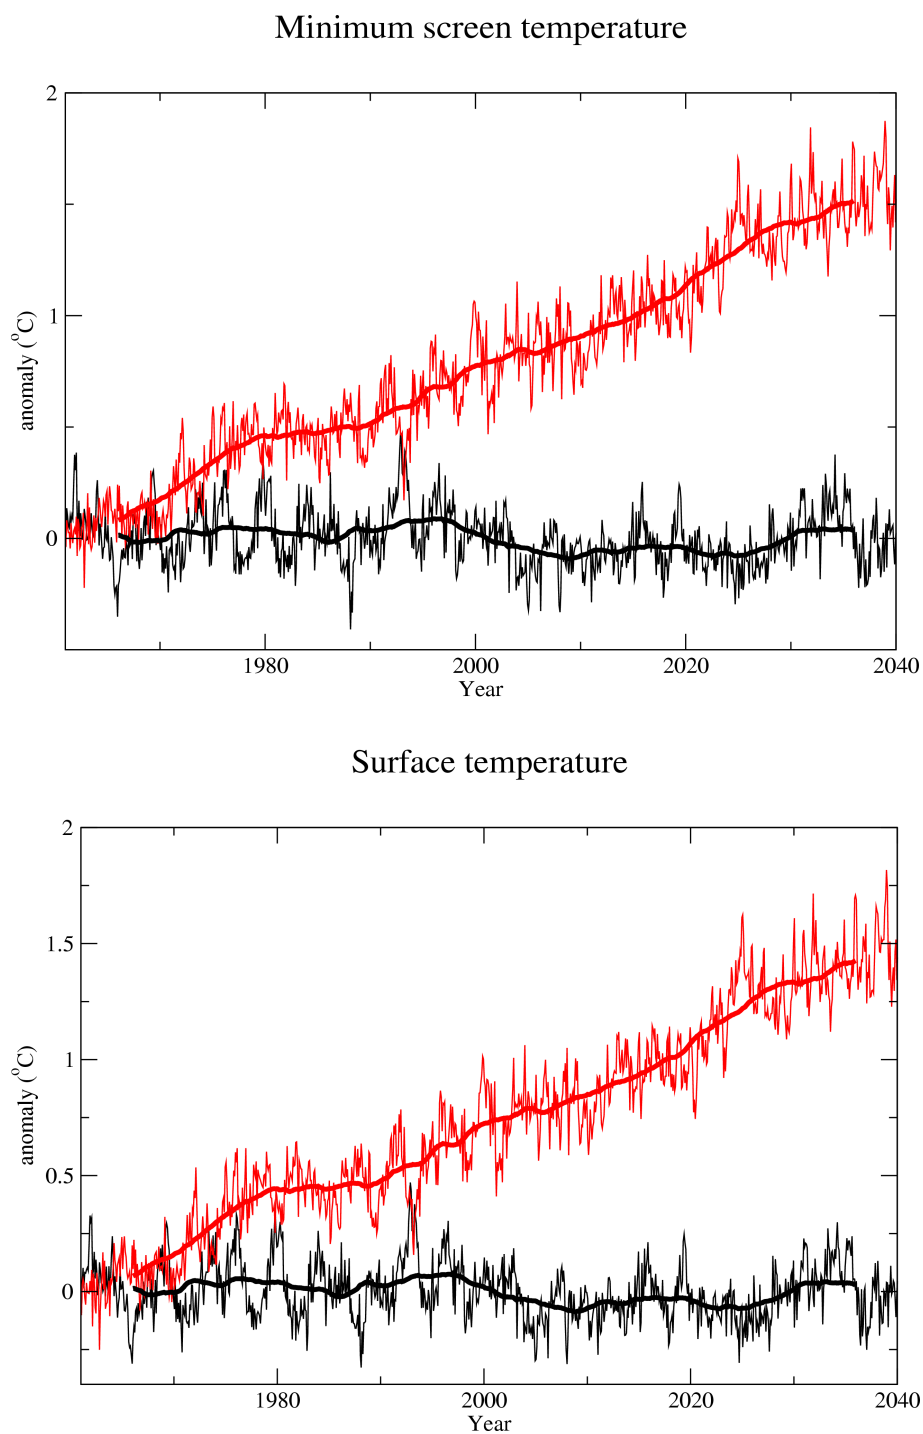 Minimum screen temperature
2
1
0
anomaly (°C)
1980 2000 2020 2040
Year
Surface temperature
2
1.5
1
0.5
0
anomaly (°C)
1980 2000 2020 2040
Year